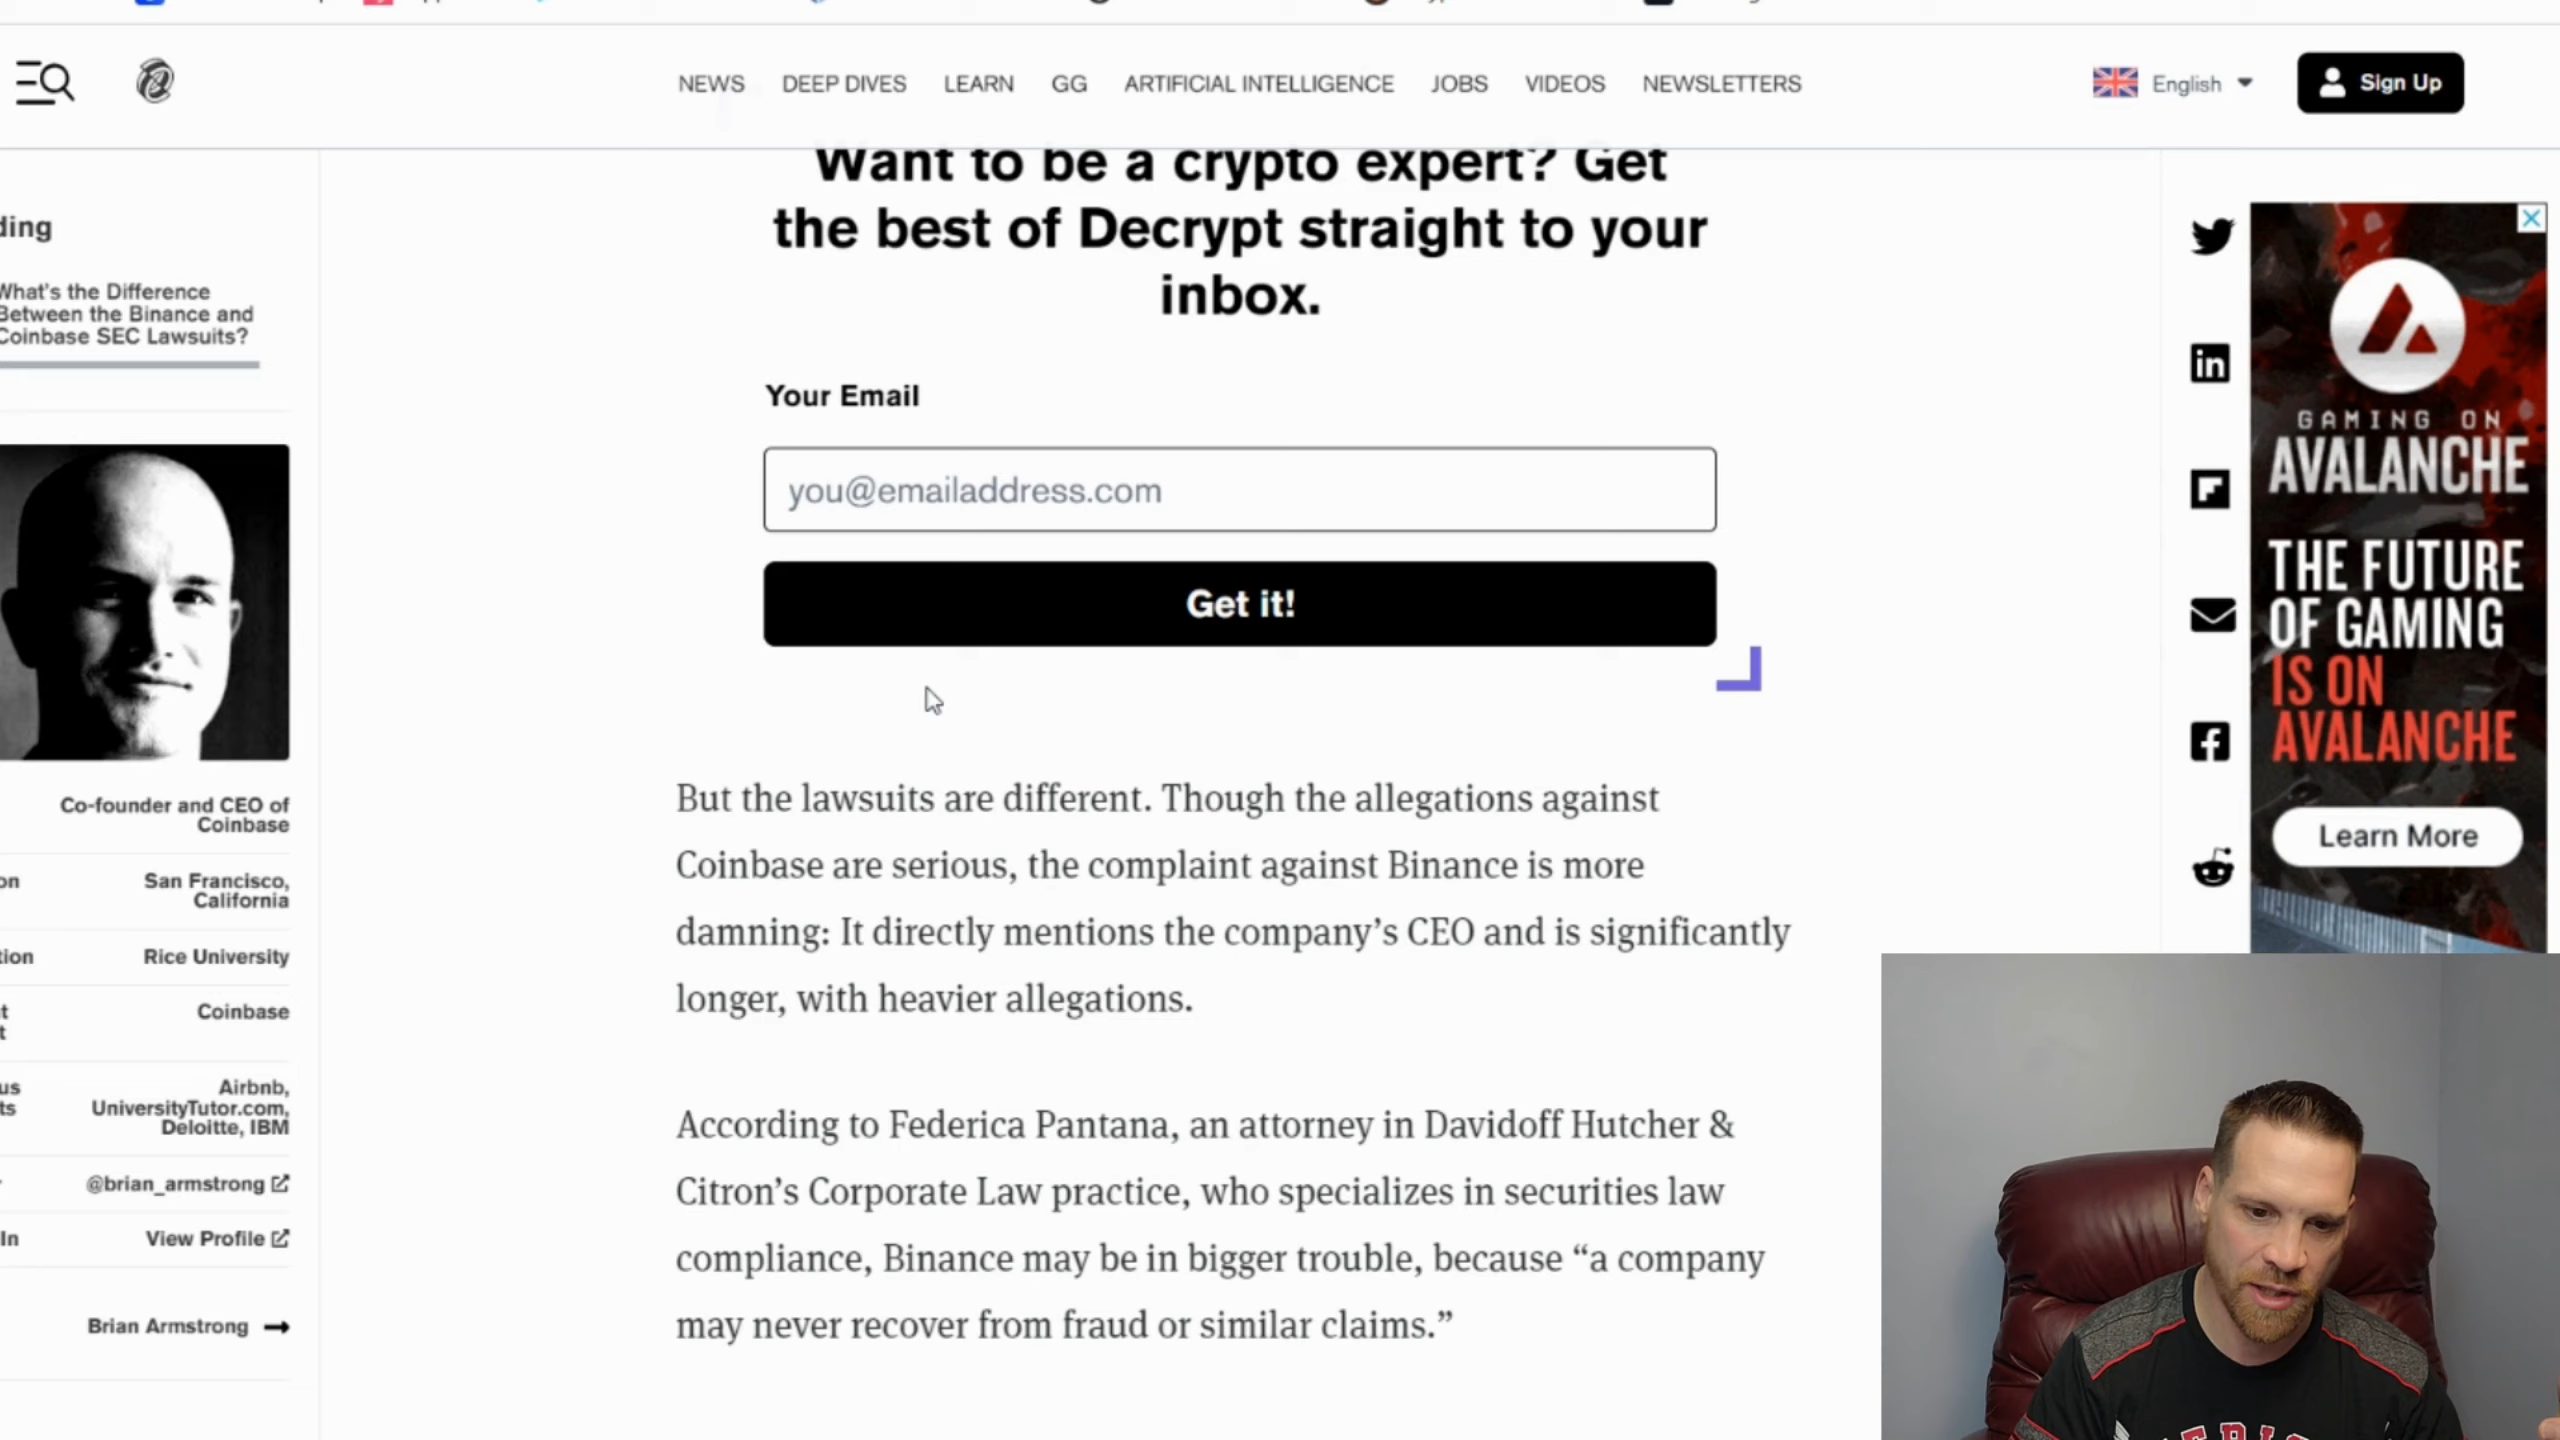 NEWS DEEP DIVES LEARN GG ARTIFICIAL INTELLIGENCE JOBS VIDEOS NEWSLETTERS English Sign Up
ding
What's the Difference
Between the Binance and
Coinbase SEC Lawsuits?
Co-founder and CEO of
Coinbase
on San Francisco,
California
tion Rice University
t Coinbase
t
us Airbnb,
ts UniversityTutor.com,
Deloitte, IBM
@brian_armstrong
In View Profile
Brian Armstrong
Want to be a crypto expert? Get
the best of Decrypt straight to your
inbox.
Your Email
you@emailaddress.com
Get it!
But the lawsuits are different. Though the allegations against
Coinbase are serious, the complaint against Binance is more
damning: It directly mentions the company’s CEO and is significantly
longer, with heavier allegations.
According to Federica Pantana, an attorney in Davidoff Hutcher &
Citron’s Corporate Law practice, who specializes in securities law
compliance, Binance may be in bigger trouble, because “a company
may never recover from fraud or similar claims.”
GAMING ON
AVALANCHE
THE FUTURE
OF GAMING
IS ON
AVALANCHE
Learn More